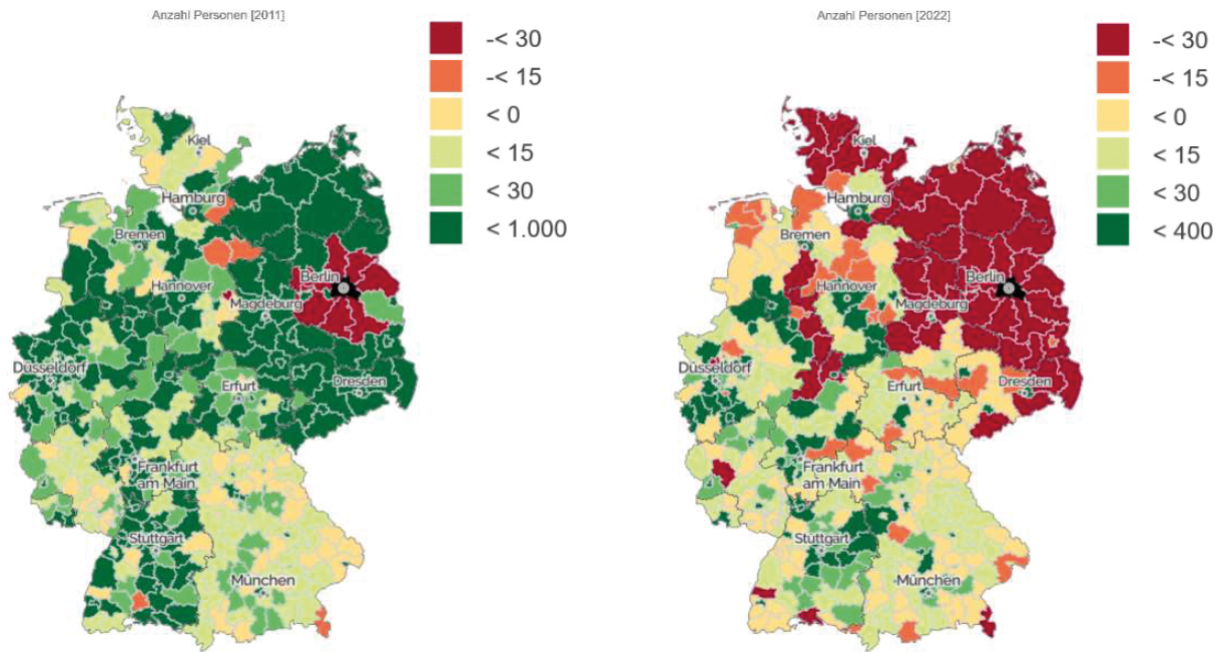 Anzahl Personen [2011]
-< 30
-< 15
< 0
< 15
< 30
< 1.000
Kiel
Hamburg
Bremen
Berlin
Hannover
Magdeburg
Düsseldorf
Erfurt
Dresden
Frankfurt
am Main
Stuttgart
München
Anzahl Personen [2022]
-< 30
-< 15
< 0
< 15
< 30
< 400
Kiel
Hamburg
Bremen
Berlin
Hannover
Magdeburg
Düsseldorf
Erfurt
Dresden
Frankfurt
am Main
Stuttgart
München